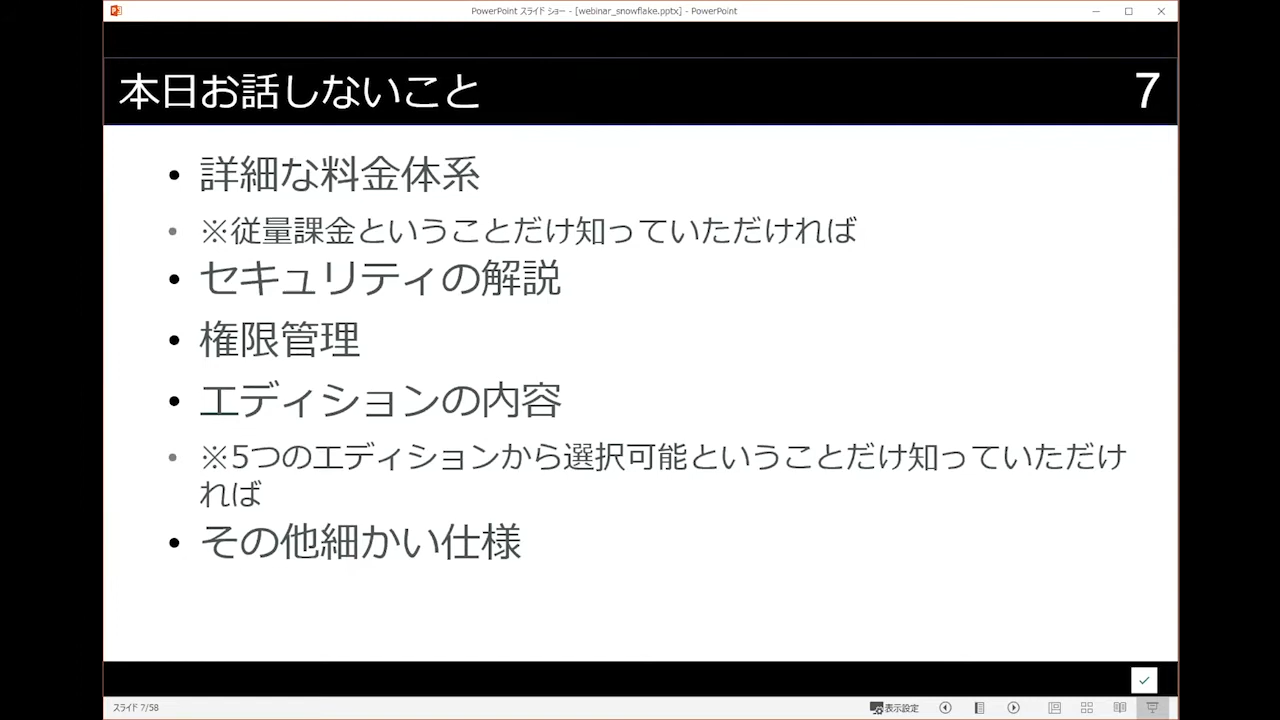 PowerPoint スライド ショー - [webinar_snowflake.pptx] - PowerPoint
本日お話しないこと
7
• 詳細な料金体系
• ※従量課金ということだけ知っていただければ
• セキュリティの解説
• 権限管理
• エディションの内容
• ※5つのエディションから選択可能ということだけ知っていただけ
れば
• その他細かい仕様
スライド 7/58
表示設定